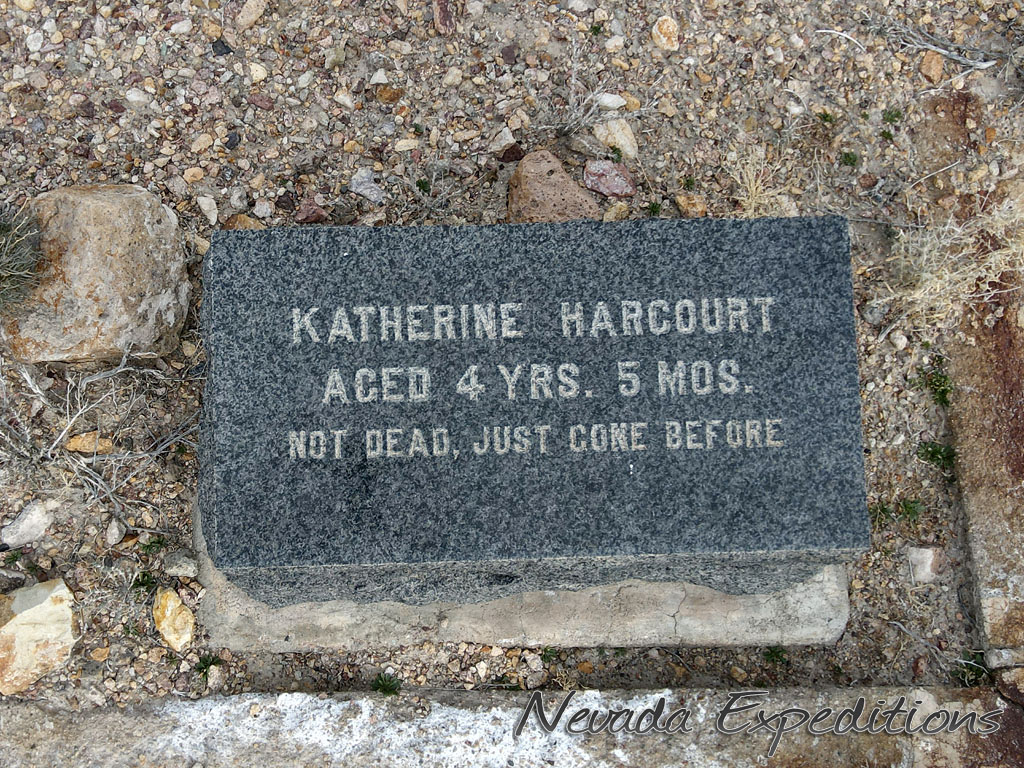 KATHERINE HARCOURT
AGED 4 YRS. 5 MOS.
NOT DEAD, JUST GONE BEFORE
Nevada Expeditions